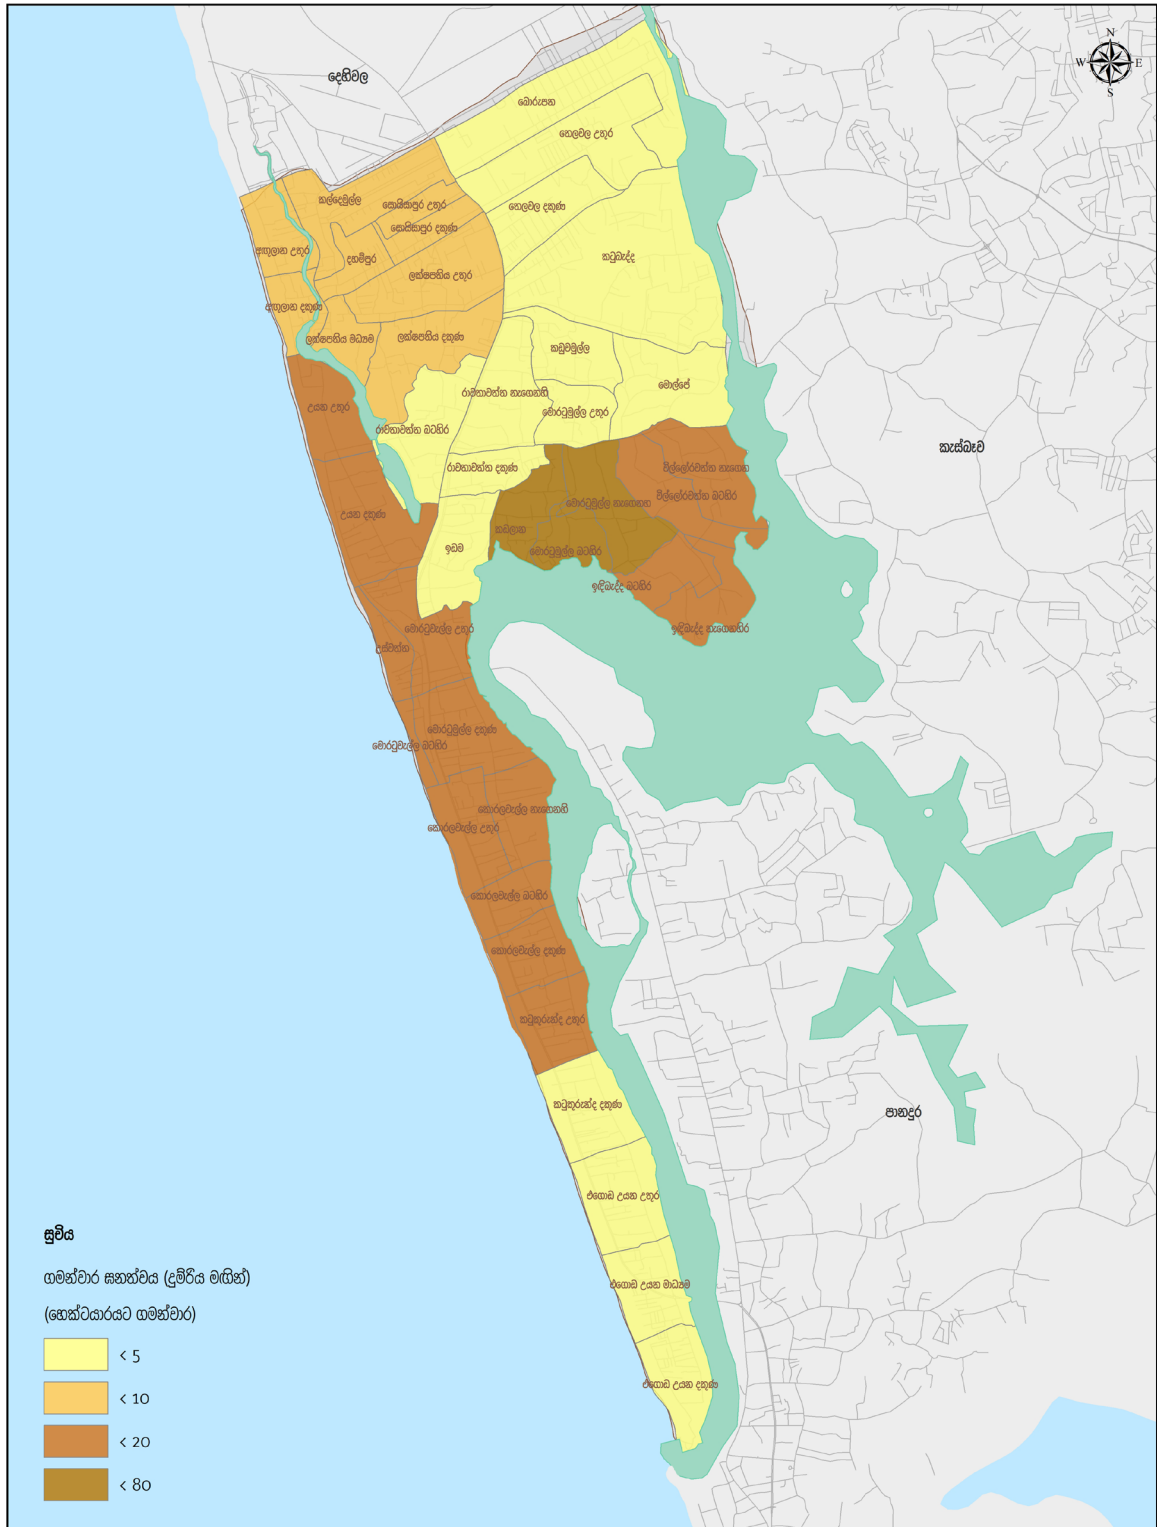 N
දෙහිවල
W
E
S
බොරුපන
තෙලවල උතුර
කල්දෙමුල්ල
සොයිසාපුර උතුර
තෙලවල දකුණ
සොයිසාපුර දකුණ
අඟුලාන උතුර
දහම්පුර
කටුබැද්ද
ලක්ෂපතිය උතුර
අඟුලාන දකුණ
ලක්ෂපතිය මධ්‍යම
ලක්ෂපතිය දකුණ
කඩුවමුල්ල
මොල්පේ
රාවතාවත්ත නැගෙනහි
උයන උතුර
මොරටුමුල්ල උතුර
රාවතාවත්ත බටහිර
කැස්බෑව
රාවතාවත්ත දකුණ
විල්ලෝරවත්ත නැගෙන
විල්ලෝරවත්ත බටහිර
මොරටුමුල්ල නැගෙනහ
උයන දකුණ
කඩලාන
ඉඩම
මොරටුමුල්ල බටහිර
ඉඳිබැද්ද බටහිර
මොරටුවැල්ල උතුර
ඉඳිබැද්ද නැගෙනහිර
උස්වත්ත
මොරටුමුල්ල දකුණ
මොරටුවැල්ල බටහිර
කොරලවැල්ල නැගෙනහි
කොරලවැල්ල උතුර
කොරලවැල්ල බටහිර
කොරලවැල්ල දකුණ
කටුකුරුන්ද උතුර
කටුකුරුන්ද දකුණ
පානදුර
එගොඩ උයන උතුර
එගොඩ උයන මාධ්‍යම
එගොඩ උයන දකුණ
සුචිය
ගමන්වාර ඝනත්වය (දුම්රිය මඟින්)
(හෙක්ටයාරයට ගමන්වාර)
< 5
< 10
< 20
< 80